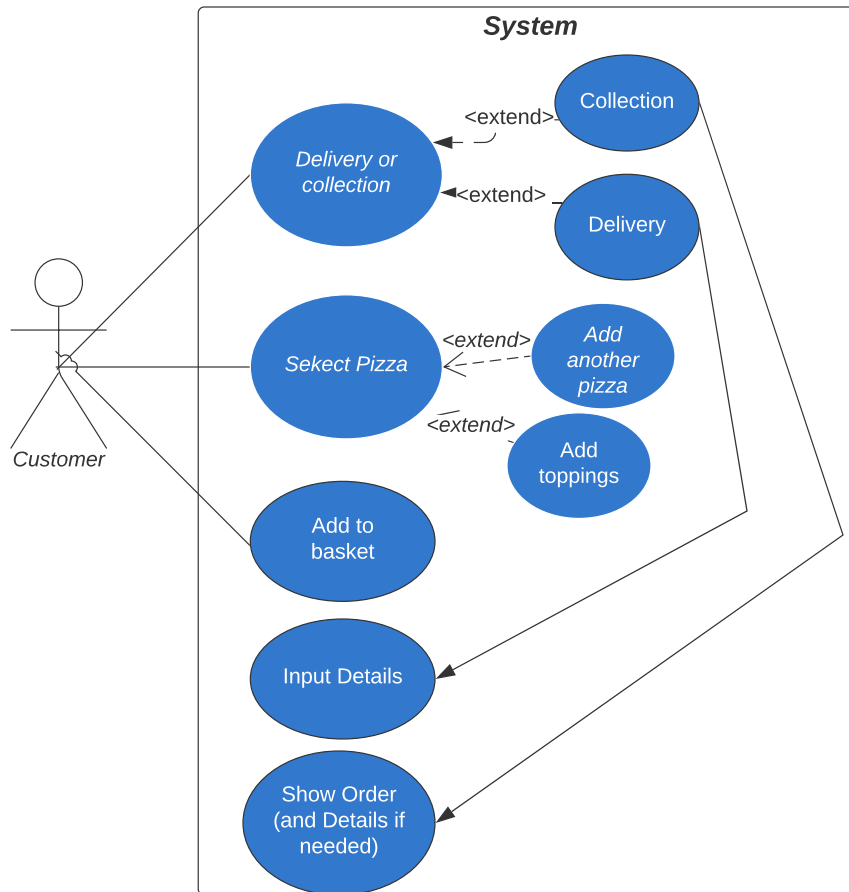 System
Collection
<extend>
Delivery or
collection
<extend>
Delivery
<extend>
Add
another
pizza
Sekect Pizza
<extend>
Add
toppings
Customer
Add to
basket
Input Details
Show Order
(and Details if
needed)